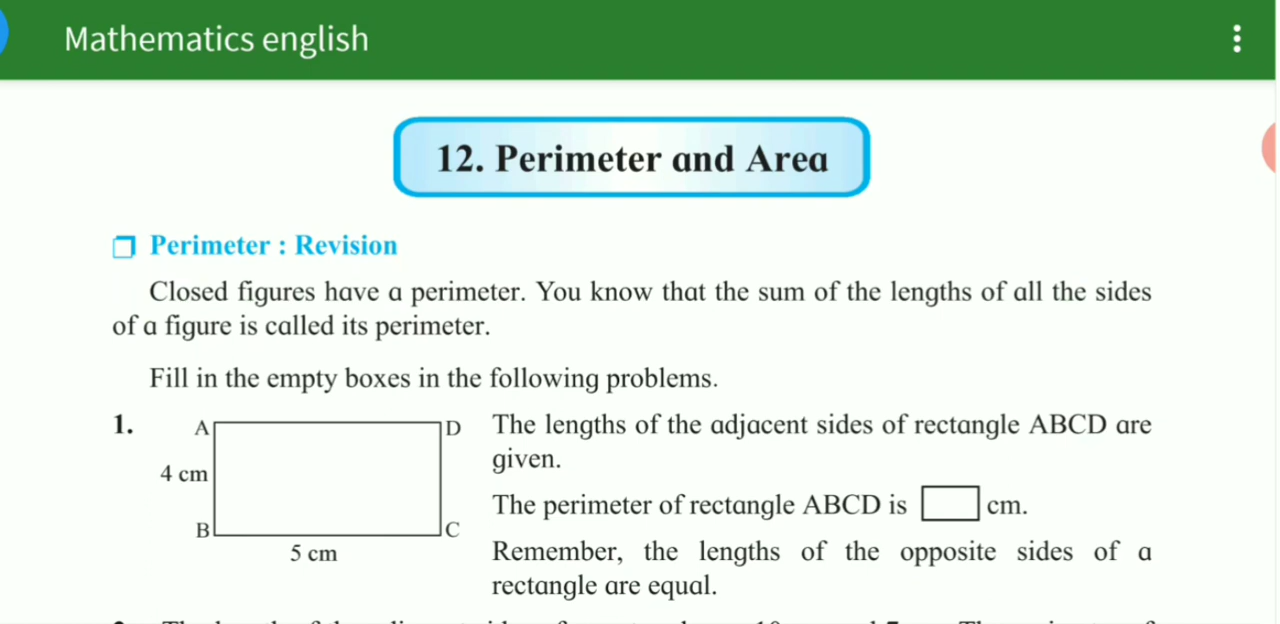 Mathematics english
12. Perimeter and Area
Perimeter : Revision
Closed figures have a perimeter. You know that the sum of the lengths of all the sides
of a figure is called its perimeter.
Fill in the empty boxes in the following problems.
1.
A
D
4 cm
B
C
5 cm
The lengths of the adjacent sides of rectangle ABCD are
given.
The perimeter of rectangle ABCD is cm.
Remember, the lengths of the opposite sides of a
rectangle are equal.